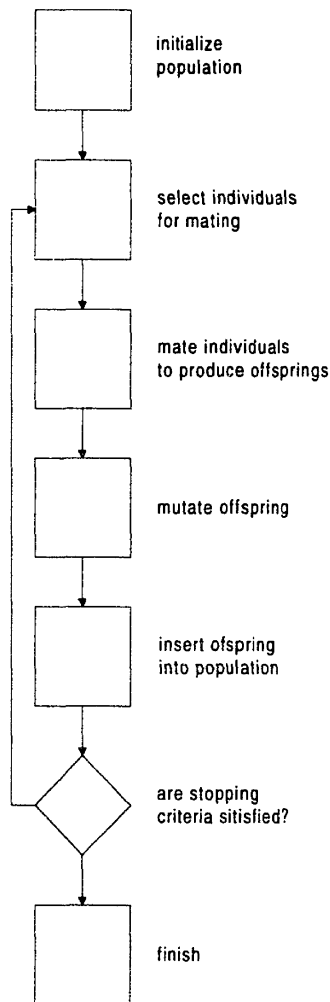 initialize
population
select individuals
for mating
mate individuals
to produce offsprings
mutate offspring
insert ofspring
into population
are stopping
criteria sitisfied?
finish